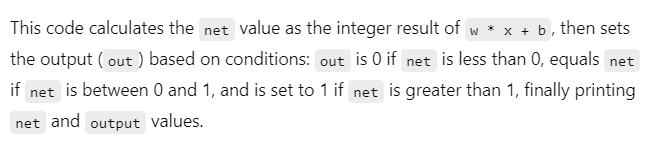 This code calculates the net value as the integer result of w * x + b, then sets
the output (out) based on conditions: out is 0 if net is less than 0, equals net
if net is between 0 and 1, and is set to 1 if net is greater than 1, finally printing
net and output values.